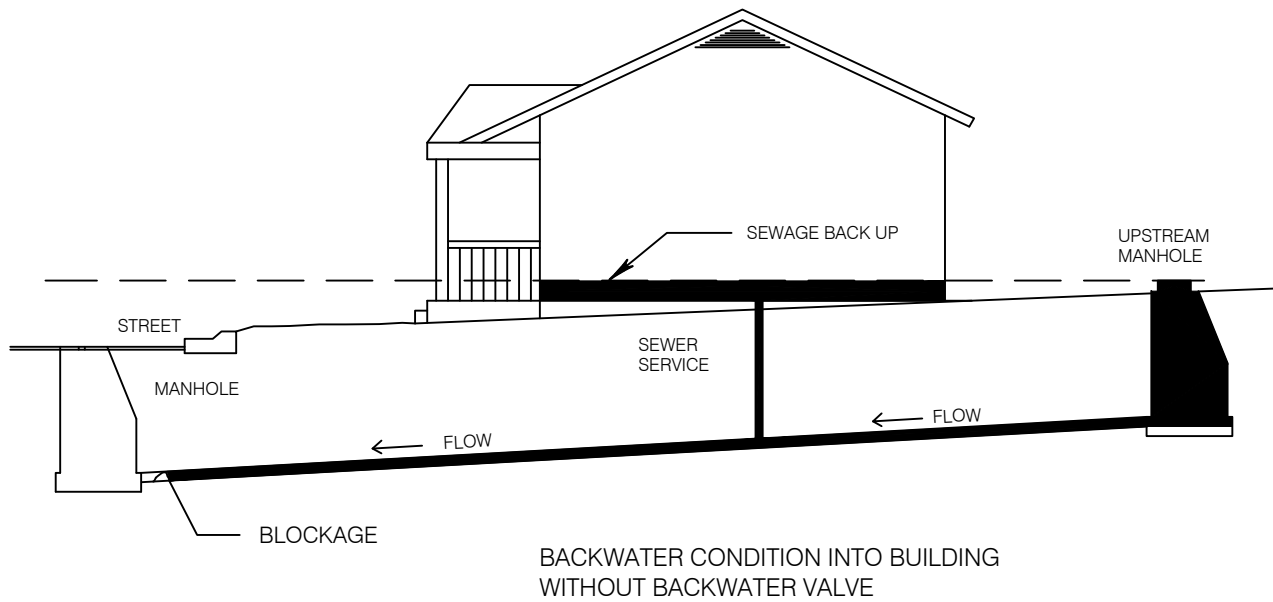 SEWAGE BACK UP
UPSTREAM
MANHOLE
STREET
SEWER
SERVICE
MANHOLE
FLOW
FLOW
BLOCKAGE
BACKWATER CONDITION INTO BUILDING
WITHOUT BACKWATER VALVE